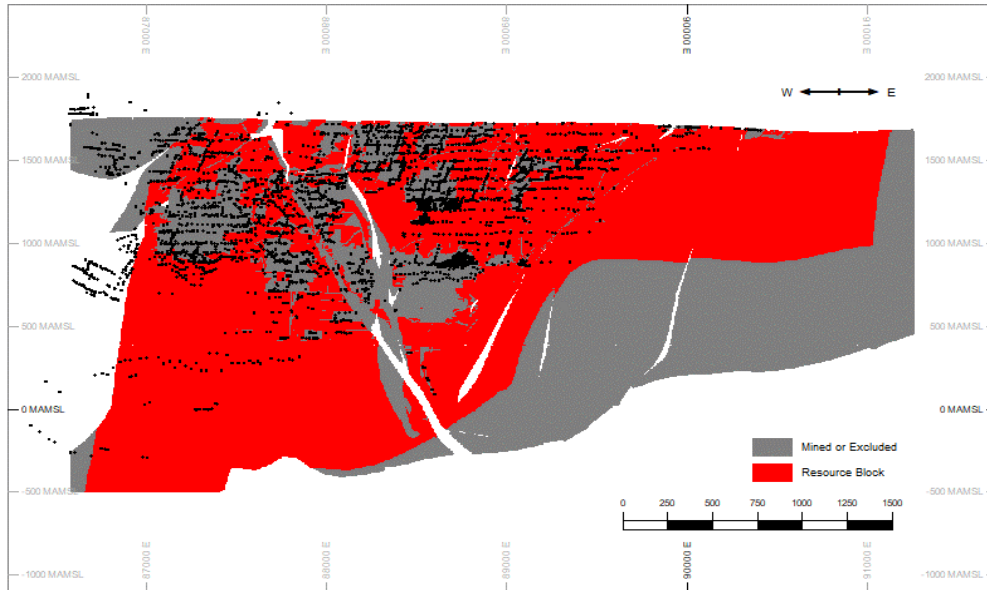 87000 E
88000 E
89000 E
90000 E
91000 E
2000 MAMSL
2000 MAMSL
W E
1500 MAMSL
1500 MAMSL
1000 MAMSL
1000 MAMSL
500 MAMSL
500 MAMSL
0 MAMSL
0 MAMSL
Mined or Excluded
Resource Block
-500 MAMSL
-500 MAMSL
0 250 500 750 1000 1250 1500
-1000 MAMSL
-1000 MAMSL
87000 E
88000 E
89000 E
90000 E
91000 E